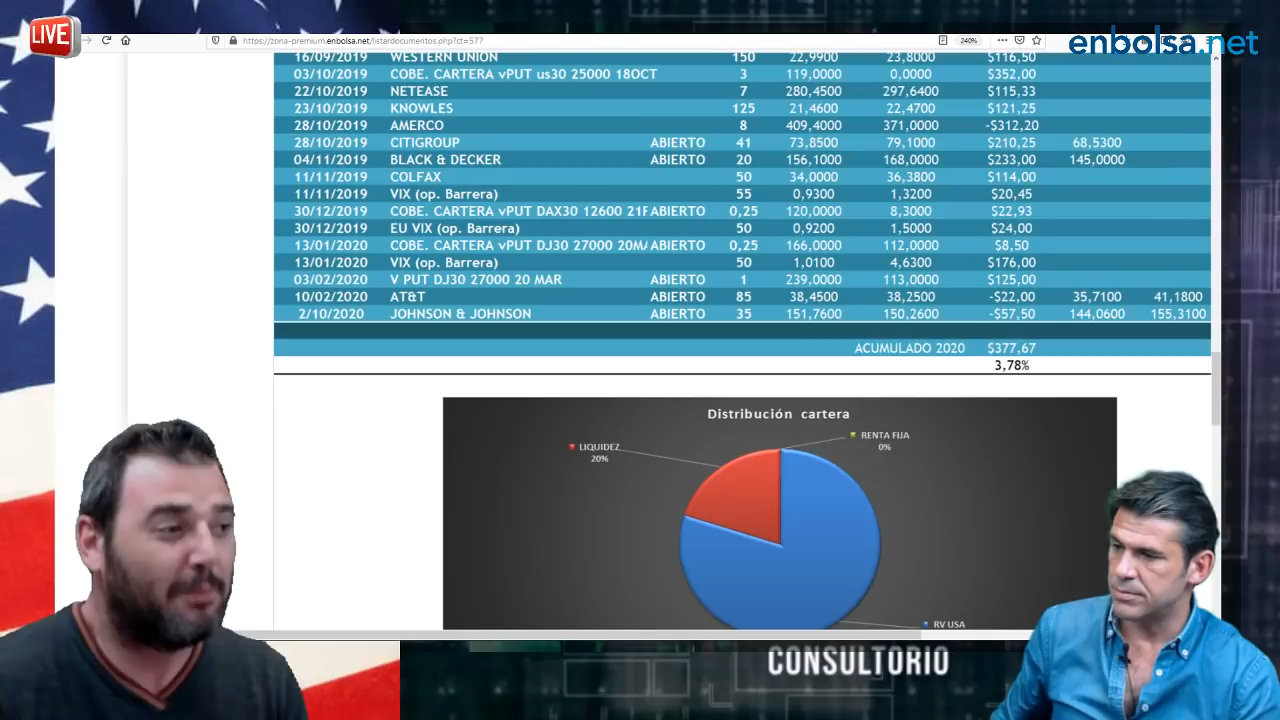 LIVE
https://zona-premium.enbolsa.net/listardocumentos.php?ct=577
240%
enbolsa.net
16/09/2019 WESTERN UNION 150 22,9900 23,8000 $116,50
03/10/2019 COBE. CARTERA vPUT us30 25000 18OCT 3 119,0000 0,0000 $352,00
22/10/2019 NETEASE 7 280,4500 297,6400 $115,33
23/10/2019 KNOWLES 125 21,4600 22,4700 $121,25
28/10/2019 AMERCO 8 409,4000 371,0000 -$312,20
28/10/2019 CITIGROUP ABIERTO 41 73,8500 79,1000 $210,25 68,5300
04/11/2019 BLACK & DECKER ABIERTO 20 156,1000 168,0000 $233,00 145,0000
11/11/2019 COLFAX 50 34,0000 36,3800 $114,00
11/11/2019 VIX (op. Barrera) 55 0,9300 1,3200 $20,45
30/12/2019 COBE. CARTERA vPUT DAX30 12600 21F ABIERTO 0,25 120,0000 8,3000 $22,93
30/12/2019 EU VIX (op. Barrera) 50 0,9200 1,5000 $24,00
13/01/2020 COBE. CARTERA vPUT DJ30 27000 20MA ABIERTO 0,25 166,0000 112,0000 $8,50
13/01/2020 VIX (op. Barrera) 50 1,0100 4,6300 $176,00
03/02/2020 V PUT DJ30 27000 20 MAR ABIERTO 1 239,0000 113,0000 $125,00
10/02/2020 AT&T ABIERTO 85 38,4500 38,2500 -$22,00 35,7100 41,1800
2/10/2020 JOHNSON & JOHNSON ABIERTO 35 151,7600 150,2600 -$57,50 144,0600 155,3100
ACUMULADO 2020 $377,67
3,78%
Distribución cartera
RENTA FIJA
0%
LIQUIDEZ
20%
RV USA
CONSULTORIO